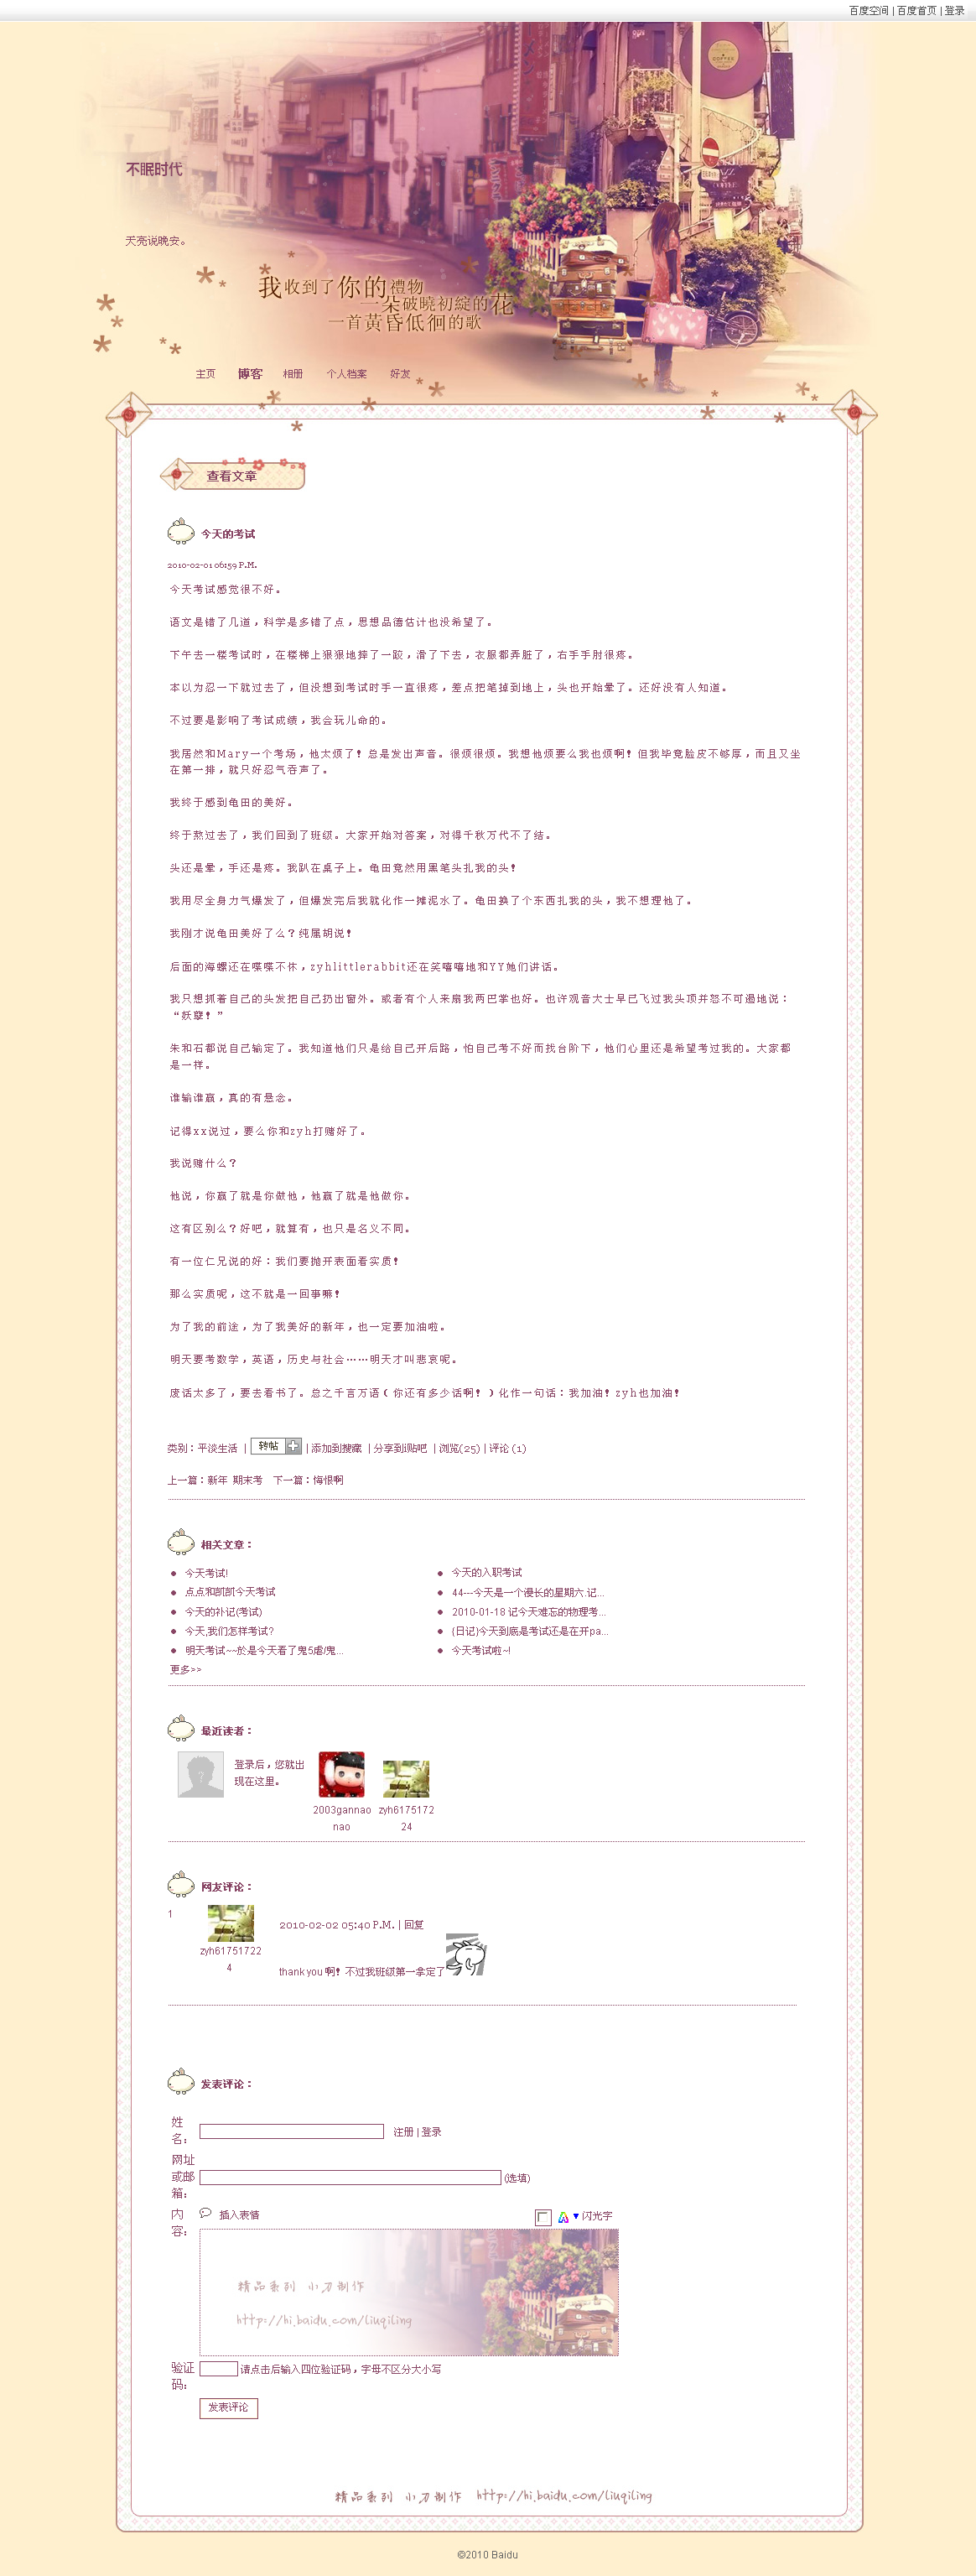 百度空间 | 百度首页 | 登录
不眠时代
天亮说晚安。
我收到了你的禮物
一朵破曉初綻的花
一首黃昏低徊的歌
主页 博客 相册 个人档案 好友
查看文章
今天的考试
2010-02-01 06:59 P.M.
今天考试感觉很不好。
语文是错了几道，科学是多错了点，思想品德估计也没希望了。
下午去一楼考试时，在楼梯上狠狠地摔了一跤，滑了下去，衣服都弄脏了，右手手肘很疼。
本以为忍一下就过去了，但没想到考试时手一直很疼，差点把笔掉到地上，头也开始晕了。还好没有人知道。
不过要是影响了考试成绩，我会玩儿命的。
我居然和Mary一个考场，他太烦了！总是发出声音。很烦很烦。我想他烦要么我也烦啊！但我毕竟脸皮不够厚，而且又坐
在第一排，就只好忍气吞声了。
我终于感到龟田的美好。
终于熬过去了，我们回到了班级。大家开始对答案，对得千秋万代不了结。
头还是晕，手还是疼。我趴在桌子上。龟田竟然用黑笔头扎我的头！
我用尽全身力气爆发了，但爆发完后我就化作一摊泥水了。龟田换了个东西扎我的头，我不想理他了。
我刚才说龟田美好了么？纯属胡说！
后面的海螺还在喋喋不休，zyhlittlerabbit还在笑嘻嘻地和YY她们讲话。
我只想抓着自己的头发把自己扔出窗外。或者有个人来扇我两巴掌也好。也许观音大士早已飞过我头顶并怒不可遏地说：
“妖孽！”
朱和石都说自己输定了。我知道他们只是给自己开后路，怕自己考不好而找台阶下，他们心里还是希望考过我的。大家都
是一样。
谁输谁赢，真的有悬念。
记得xx说过，要么你和zyh打赌好了。
我说赌什么？
他说，你赢了就是你做他，他赢了就是他做你。
这有区别么？好吧，就算有，也只是名义不同。
有一位仁兄说的好：我们要抛开表面看实质！
那么实质呢，这不就是一回事嘛！
为了我的前途，为了我美好的新年，也一定要加油啦。
明天要考数学，英语，历史与社会……明天才叫悲哀呢。
废话太多了，要去看书了。总之千言万语（你还有多少话啊！）化作一句话：我加油！zyh也加油！
类别：平淡生活 | 转帖 | 添加到搜藏 | 分享到i贴吧 | 浏览(25) | 评论 (1)
上一篇：新年 期末考 下一篇：悔恨啊
相关文章：
• 今天考试! • 今天的入职考试
• 点点和凯凯今天考试 • 44---今天是一个漫长的星期六.记...
• 今天的补记(考试) • 2010-01-18 记今天难忘的物理考...
• 今天,我们怎样考试? • (日记)今天到底是考试还是在开pa...
• 明天考试~~於是今天看了鬼5虐/鬼... • 今天考试啦~!
更多>>
最近读者：
登录后，您就出
现在这里。
2003gannao
nao
zyh6175172
24
网友评论：
1
zyh61751722
4
2010-02-02 05:40 P.M. | 回复
thank you 啊！不过我班级第一拿定了
发表评论：
姓
名：
注册 | 登录
网址
或邮
箱：
(选填)
内
容：
插入表情
闪光字
精品系列 小刀制作
http://hi.baidu.com/liuqiling
验证
码：
请点击后输入四位验证码，字母不区分大小写
发表评论
精品系列 小刀制作 http://hi.baidu.com/liuqiling
©2010 Baidu